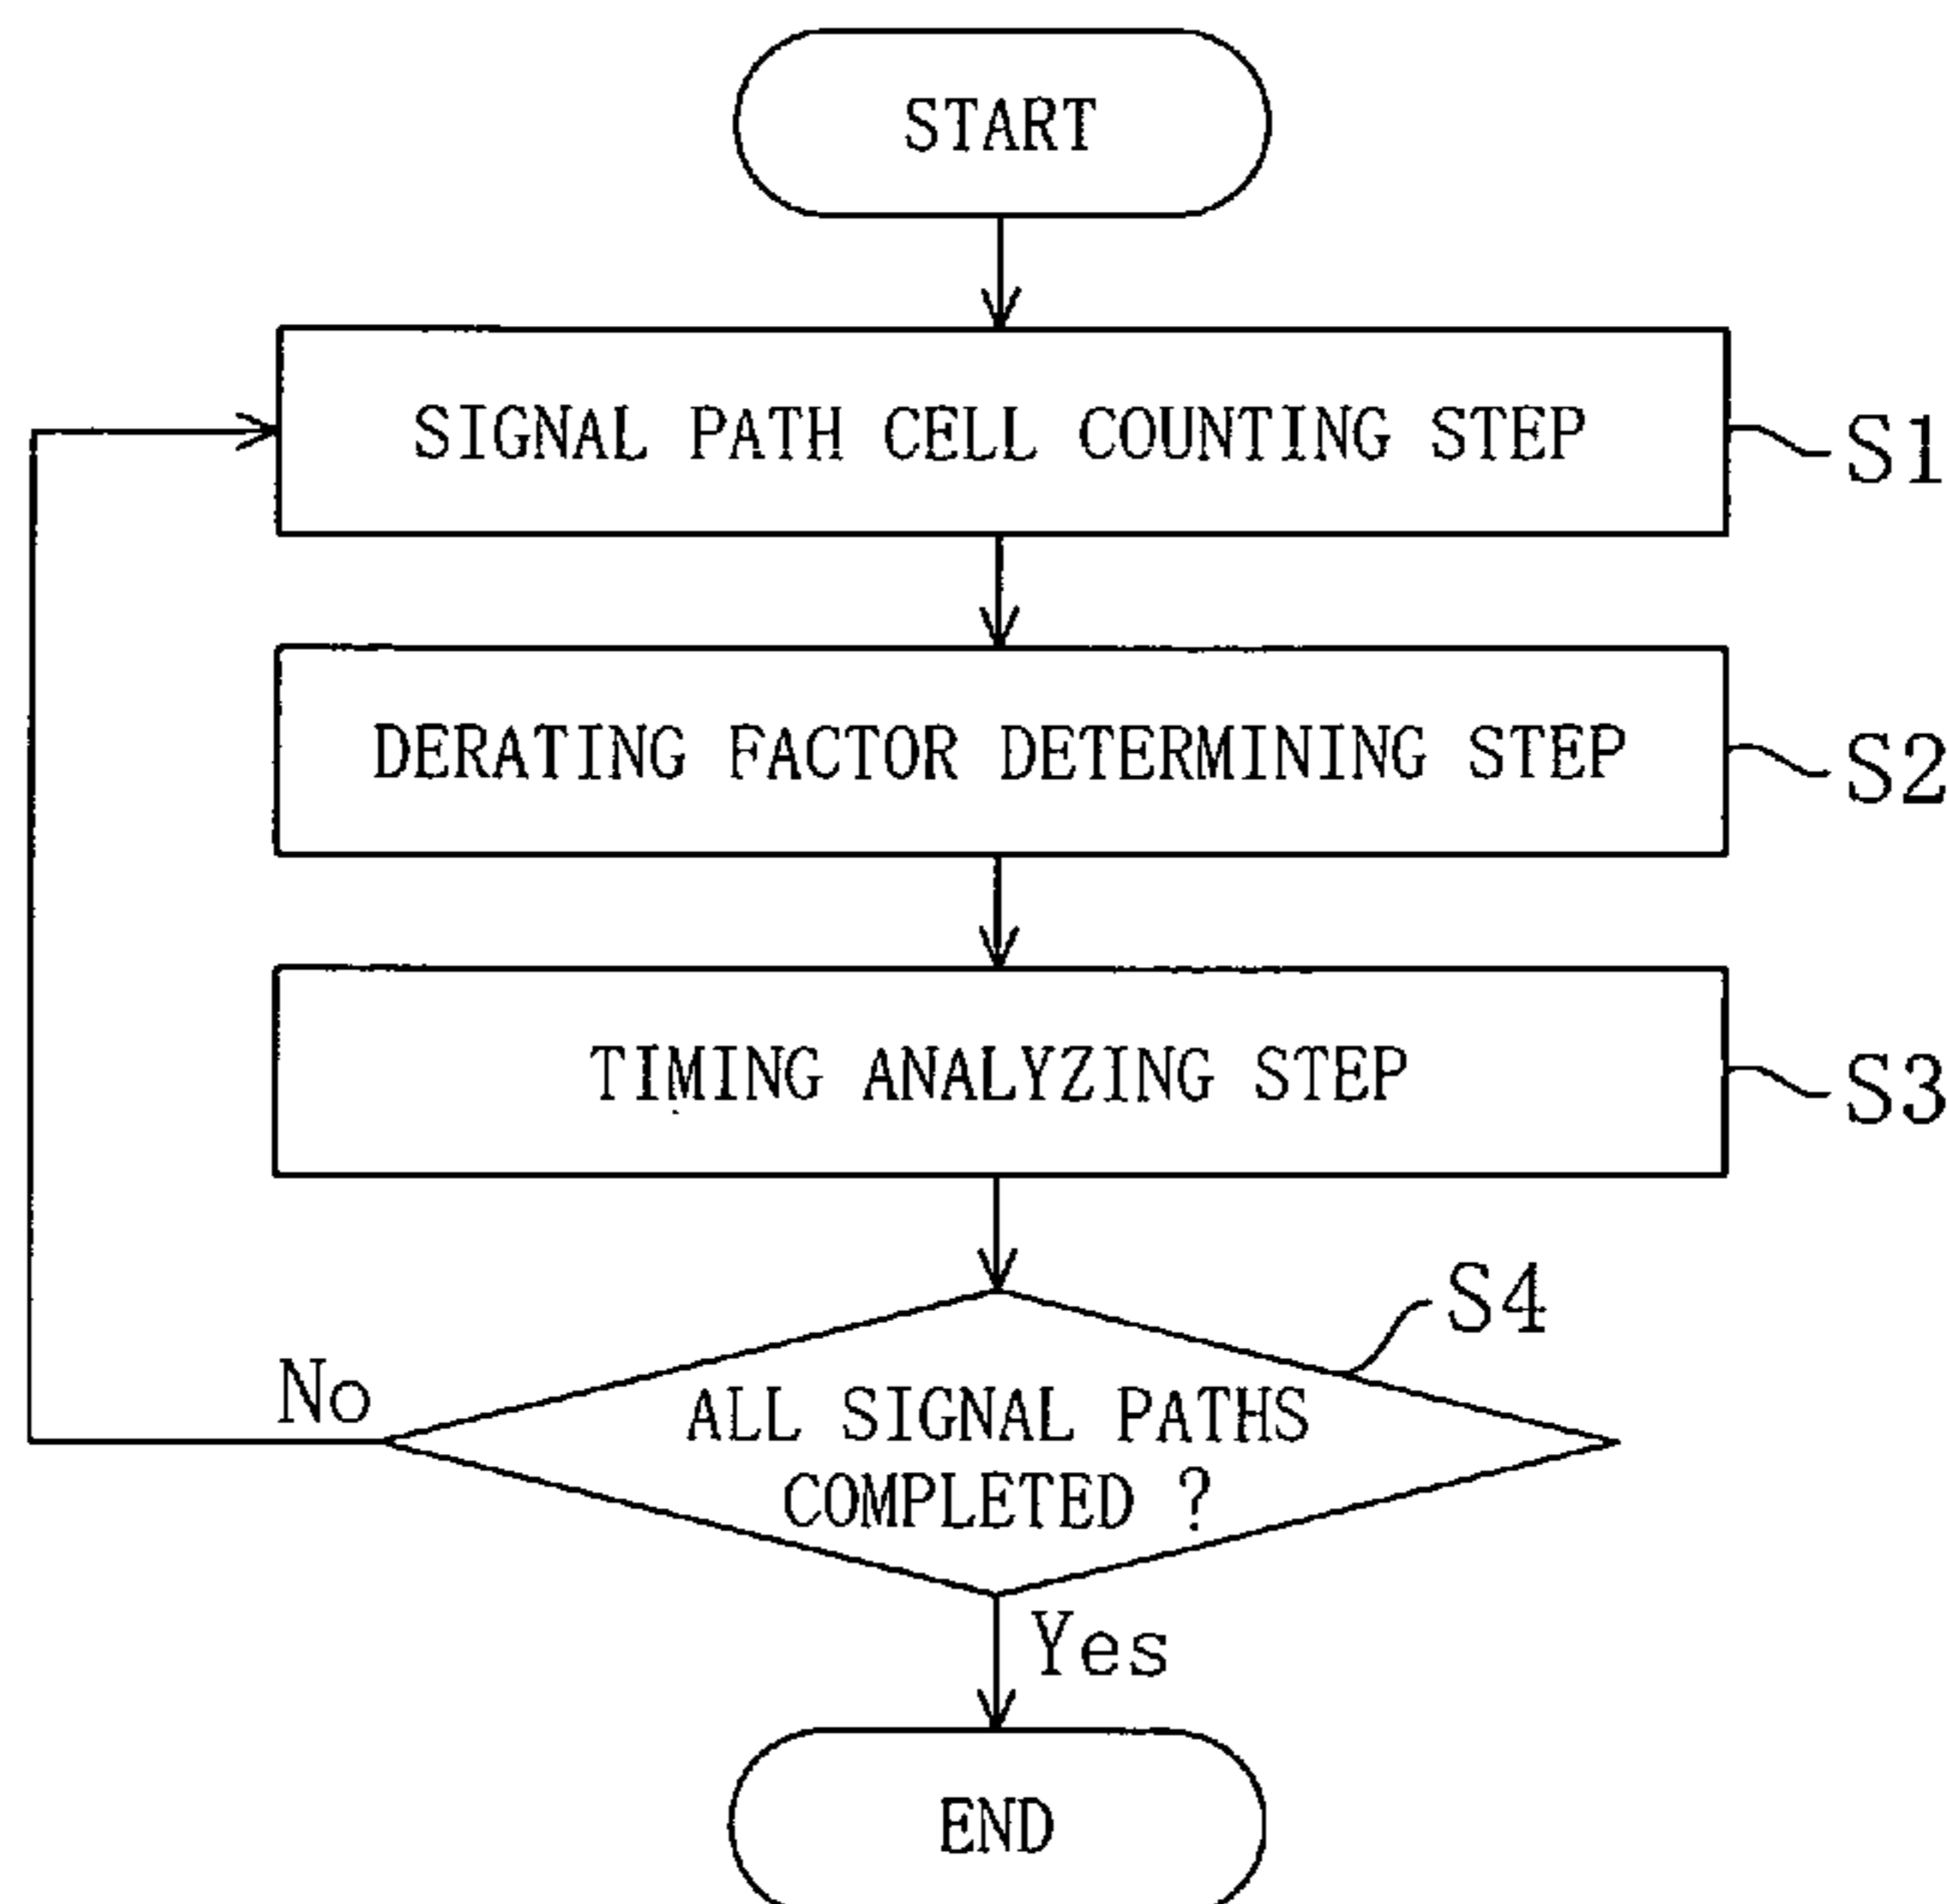 START
SIGNAL PATH CELL COUNTING STEP
S1
DERATING FACTOR DETERMINING STEP
S2
TIMING ANALYZING STEP
S3
S4
No
ALL SIGNAL PATHS
COMPLETED ?
Yes
END